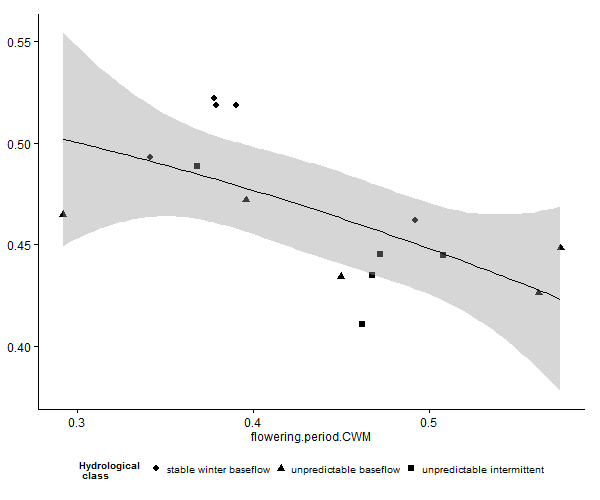 0.55
0.50
0.45
0.40
0.3 0.4 0.5
flowering.period.CWM
Hydrological
class
stable winter baseflow unpredictable baseflow unpredictable intermittent